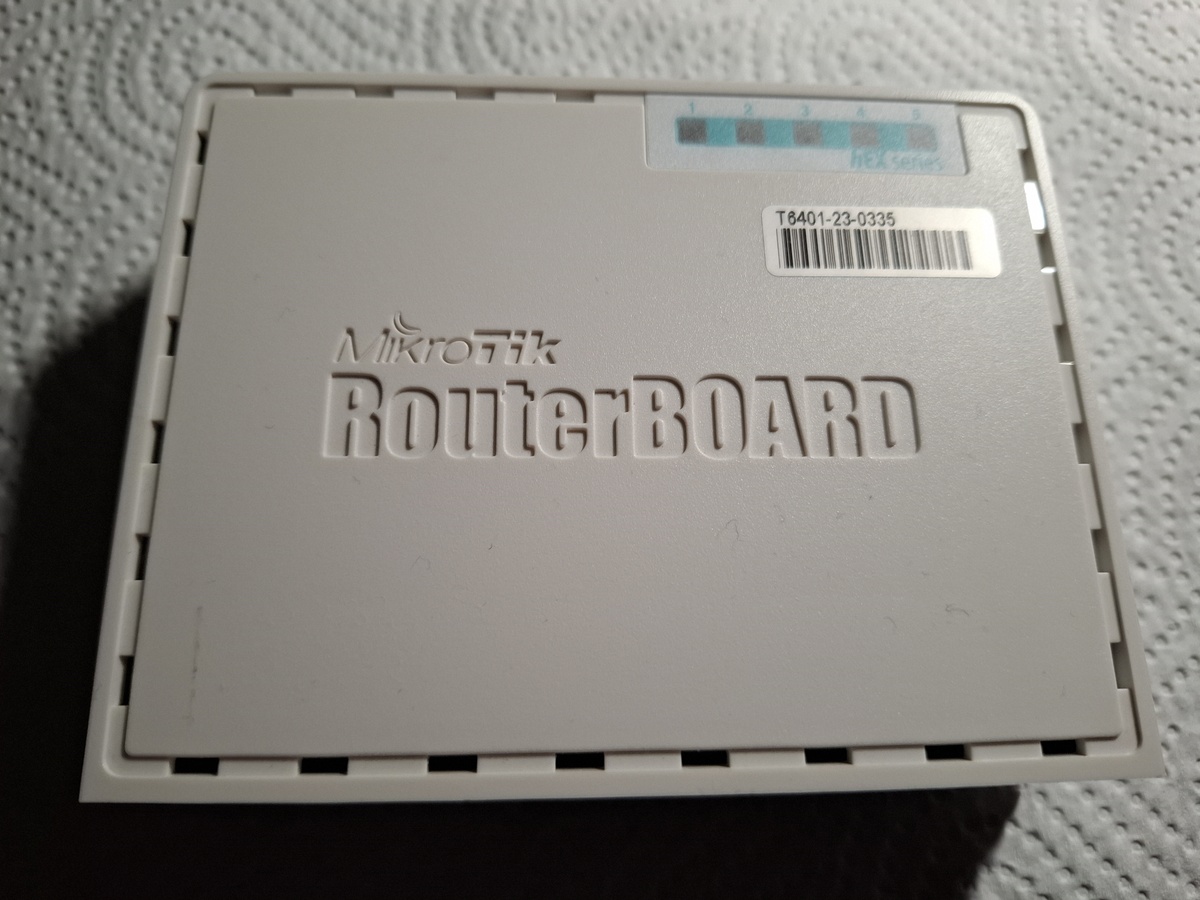 1 2 3 4 5
hEX series
T6401-23-0335
MikroTik
RouterBOARD